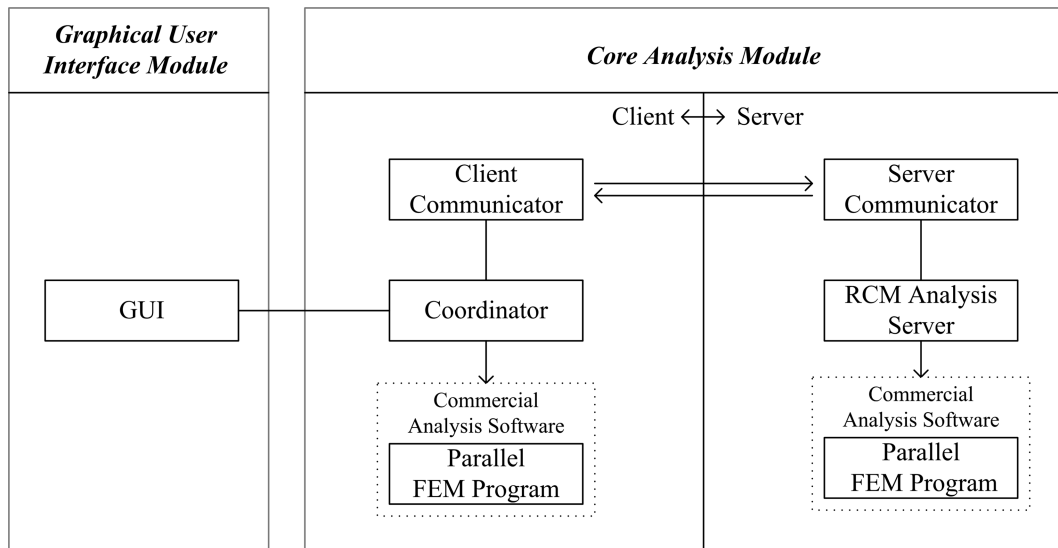 Graphical User
Interface Module
Core Analysis Module
Client
Server
Client
Communicator
Server
Communicator
GUI
Coordinator
RCM Analysis
Server
Commercial
Analysis Software
Parallel
FEM Program
Commercial
Analysis Software
Parallel
FEM Program